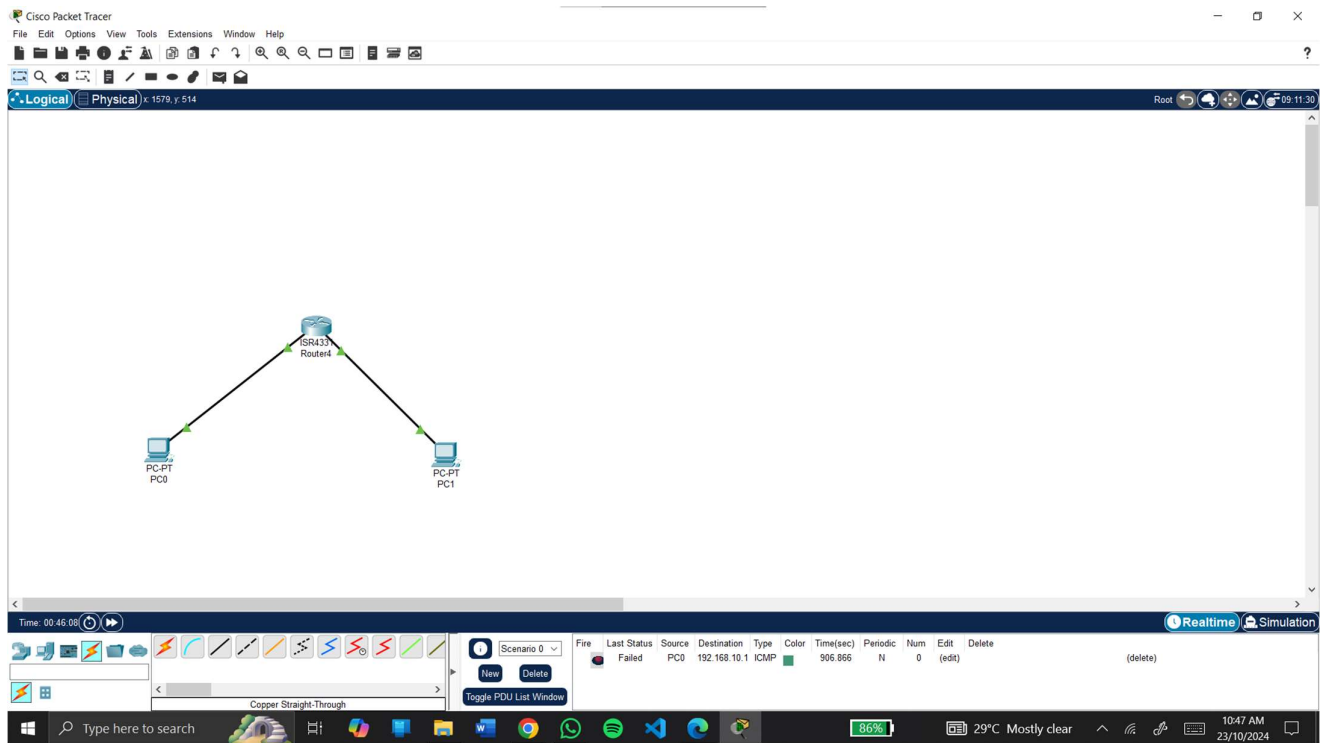 Cisco Packet Tracer
File Edit Options View Tools Extensions Window Help
?
Logical Physical x: 1579, y: 514 Root 09:11:30
ISR4331
Router4
PC-PT
PC0
PC-PT
PC1
Time: 00:46:08 Realtime Simulation
Scenario 0
New Delete
Toggle PDU List Window
Copper Straight-Through
Fire Last Status Source Destination Type Color Time(sec) Periodic Num Edit Delete
Failed PC0 192.168.10.1 ICMP 906.866 N 0 (edit) (delete)
Type here to search 86% 29°C Mostly clear 10:47 AM
23/10/2024